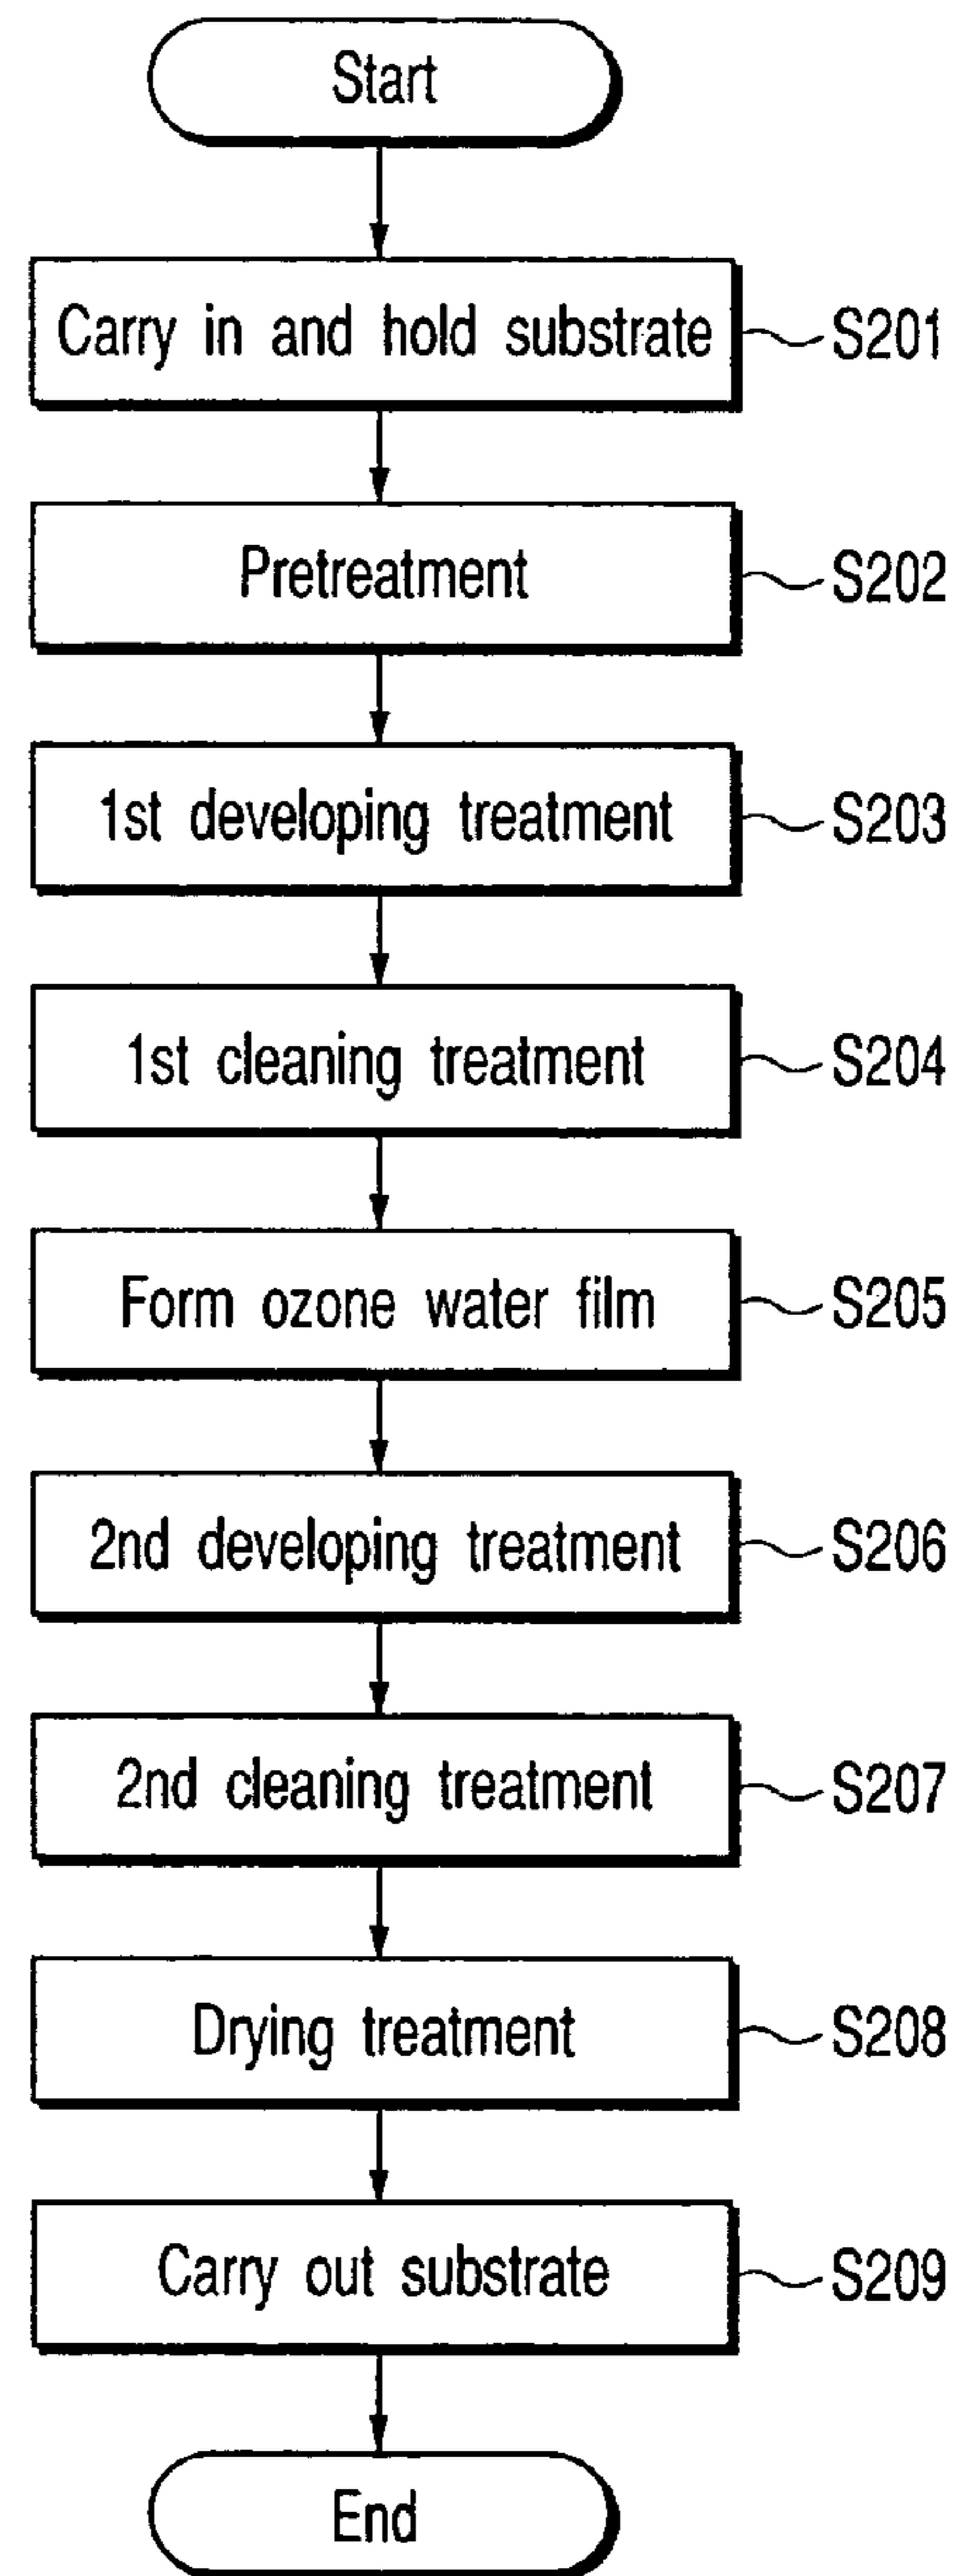 Start
Carry in and hold substrate S201
Pretreatment S202
1st developing treatment S203
1st cleaning treatment S204
Form ozone water film S205
2nd developing treatment S206
2nd cleaning treatment S207
Drying treatment S208
Carry out substrate S209
End